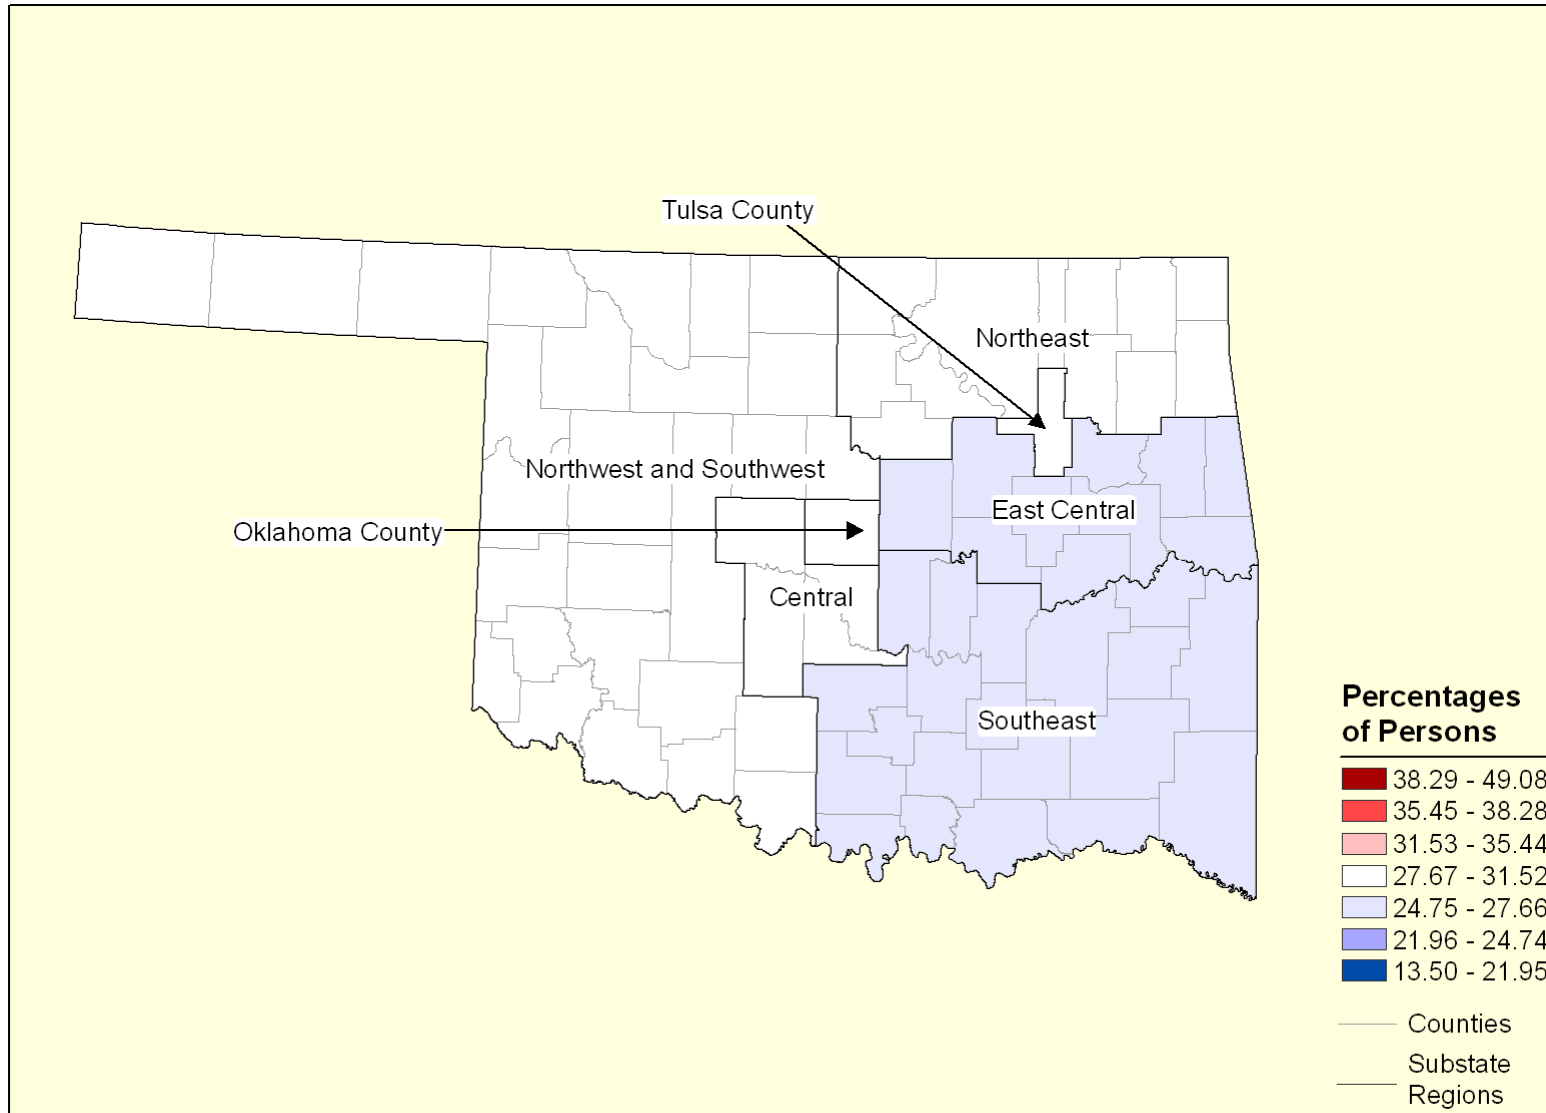 Tulsa County
Northeast
Northwest and Southwest
East Central
Oklahoma County
Central
Southeast
Percentages
of Persons
38.29 - 49.08
35.45 - 38.28
31.53 - 35.44
27.67 - 31.52
24.75 - 27.66
21.96 - 24.74
13.50 - 21.95
Counties
Substate
Regions